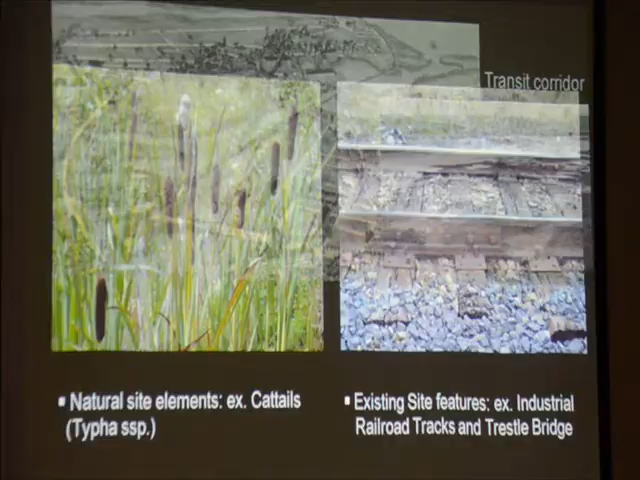 Transit corridor
▪ Natural site elements: ex. Cattails
(Typha ssp.)
▪ Existing Site features: ex. Industrial
Railroad Tracks and Trestle Bridge